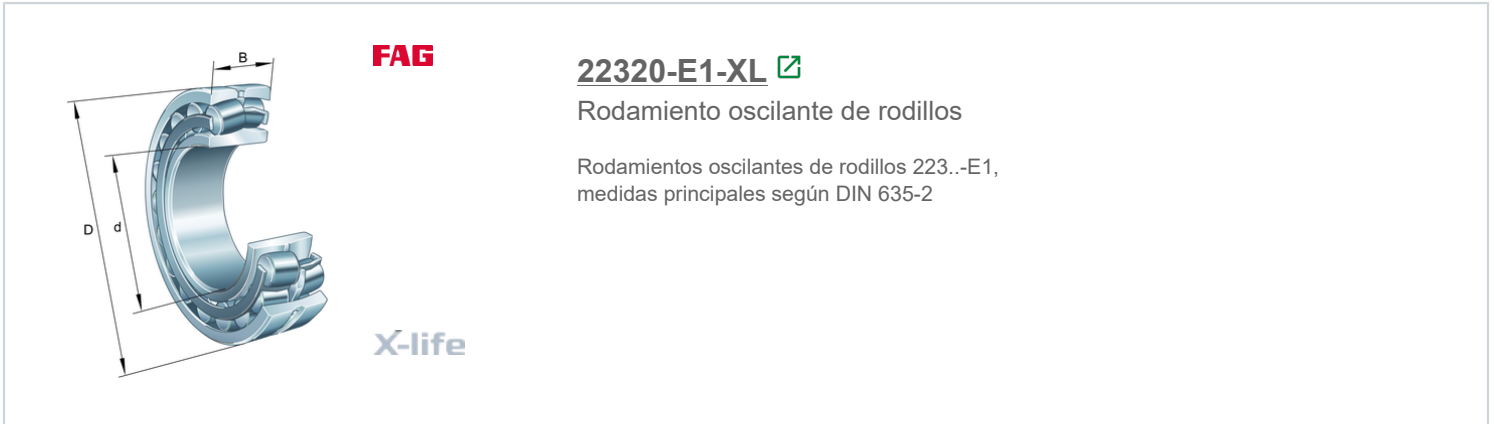 B
FAG
22320-E1-XL
Rodamiento oscilante de rodillos
Rodamientos oscilantes de rodillos 223..-E1,
medidas principales según DIN 635-2
D
d
X-life